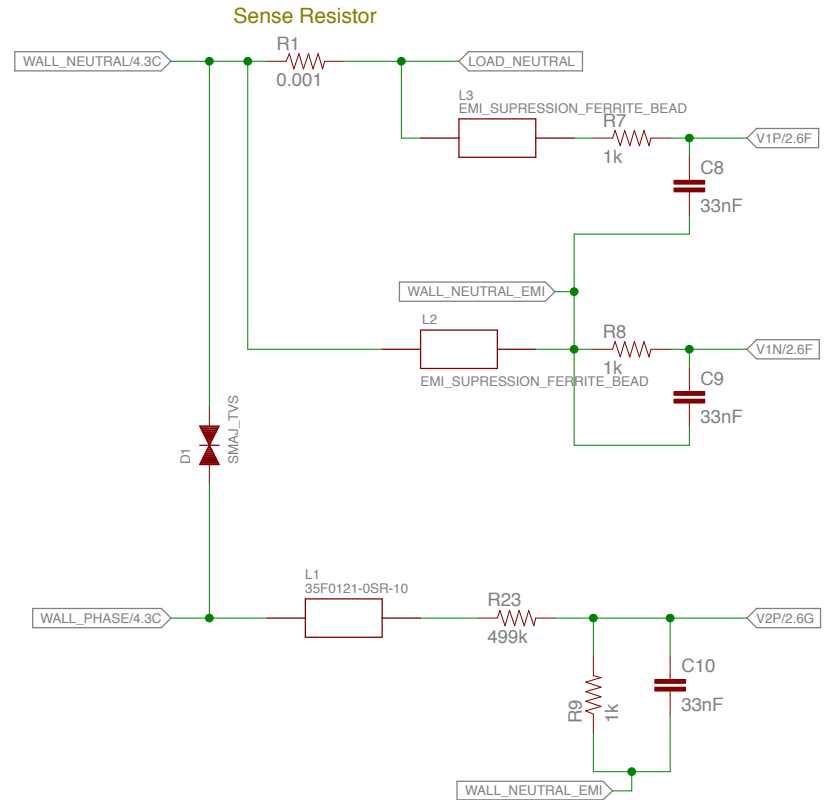 Sense Resistor
WALL_NEUTRAL/4.3C
R1
0.001
LOAD_NEUTRAL
L3
EMI_SUPRESSION_FERRITE_BEAD
R7
1k
V1P/2.6F
C8
33nF
WALL_NEUTRAL_EMI
L2
EMI_SUPRESSION_FERRITE_BEAD
R8
1k
V1N/2.6F
C9
33nF
D1
SMAJ_TVS
WALL_PHASE/4.3C
L1
35F0121-0SR-10
R23
499k
V2P/2.6G
R9
1k
C10
33nF
WALL_NEUTRAL_EMI